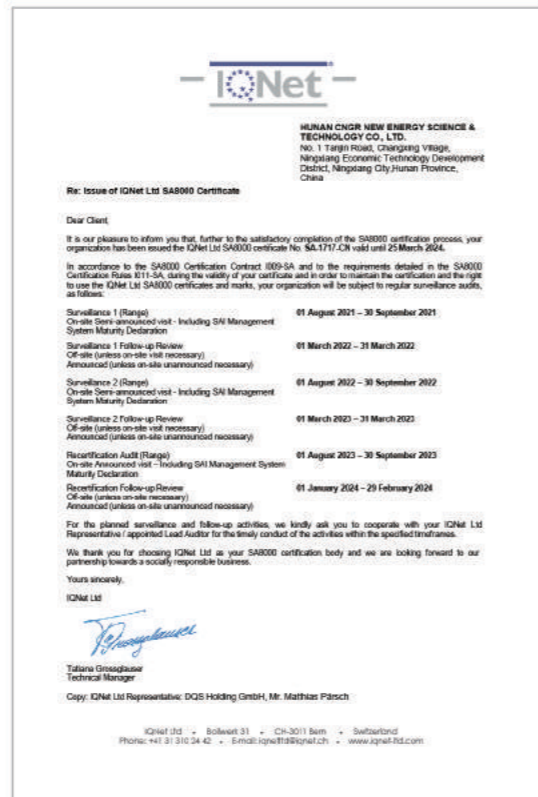 IQNet
HUNAN CNGR NEW ENERGY SCIENCE &
TECHNOLOGY CO., LTD.
No. 1 Tanjin Road, Changxing Village,
Ningxiang Economic Technology Development
District, Ningxiang City,Hunan Province,
China
Re: Issue of IQNet Ltd SA8000 Certificate
Dear Client,
It is our pleasure to inform you that, further to the satisfactory completion of the SA8000 certification process, your
organization has been issued the IQNet Ltd SA8000 certificate No. SA-1717-CN valid until 25 March 2024.
In accordance to the SA8000 Certification Contract I009-SA and to the requirements detailed in the SA8000
Certification Rules I011-SA, during the validity of your certificate and in order to maintain the certification and the right
to use the IQNet Ltd SA8000 certificates and marks, your organization will be subject to regular surveillance audits,
as follows:
Surveillance 1 (Range) 01 August 2021 – 30 September 2021
On-site Semi-announced visit - Including SAI Management
System Maturity Declaration
Surveillance 1 Follow-up Review 01 March 2022 – 31 March 2022
Off-site (unless on-site visit necessary)
Announced (unless on-site unannounced necessary)
Surveillance 2 (Range) 01 August 2022 – 30 September 2022
On-site Semi-announced visit - Including SAI Management
System Maturity Declaration
Surveillance 2 Follow-up Review 01 March 2023 – 31 March 2023
Off-site (unless on-site visit necessary)
Announced (unless on-site unannounced necessary)
Recertification Audit (Range) 01 August 2023 – 30 September 2023
On-site Announced visit – Including SAI Management System
Maturity Declaration
Recertification Follow-up Review 01 January 2024 – 29 February 2024
Off-site (unless on-site necessary)
Announced (unless on-site unannounced necessary)
For the planned surveillance and follow-up activities, we kindly ask you to cooperate with your IQNet Ltd
Representative / appointed Lead Auditor for the timely conduct of the activities within the specified timeframes.
We thank you for choosing IQNet Ltd as your SA8000 certification body and we are looking forward to our
partnership towards a socially responsible business.
Yours sincerely,
IQNet Ltd
Tatiana Grossglauser
Technical Manager
Copy: IQNet Ltd Representative: DQS Holding GmbH, Mr. Matthias Pärsch
IQNet Ltd • Bollwerk 31 • CH-3011 Bern • Switzerland
Phone: +41 31 310 24 42 • E-mail: iqnetltd@iqnet.ch • www.iqnet-ltd.com